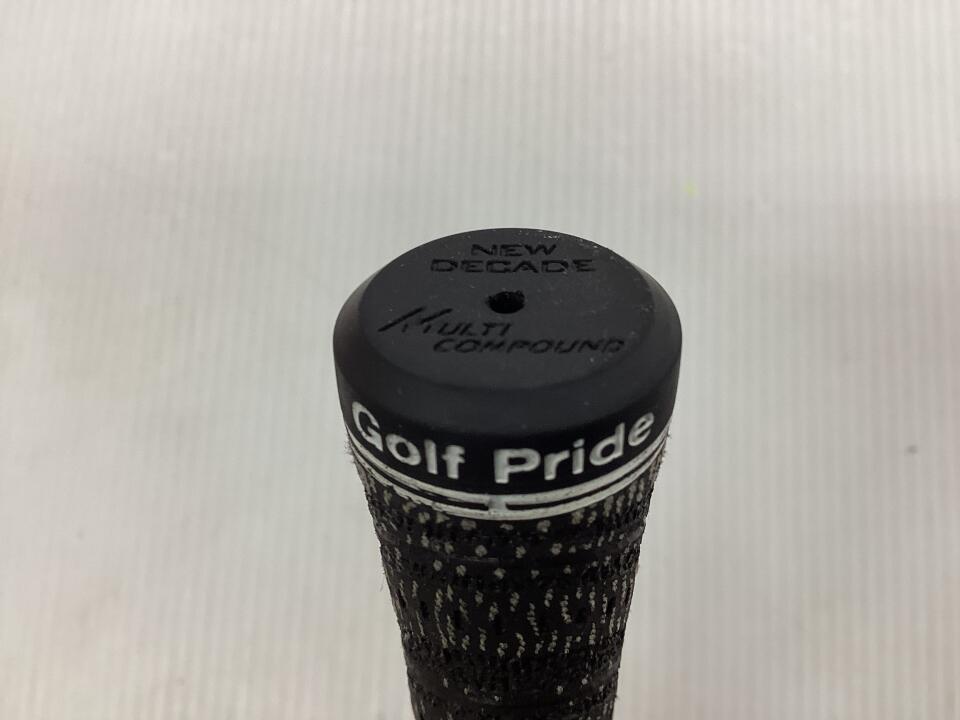 NEW
DECADE
MULTI
COMPOUND
Golf Pride